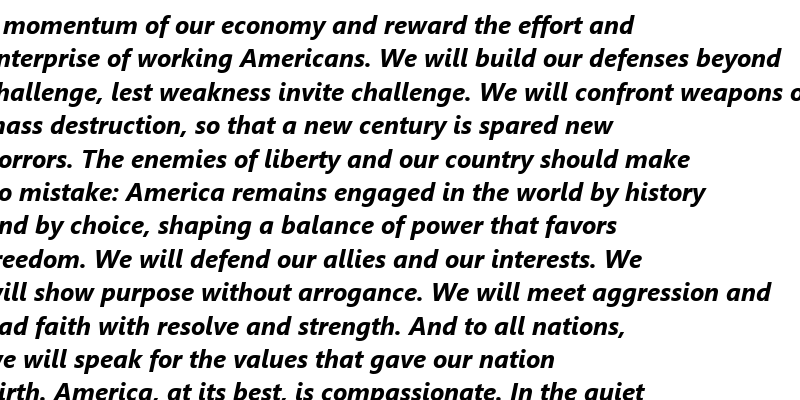 momentum of our economy and reward the effort and
nterprise of working Americans. We will build our defenses beyond
hallenge, lest weakness invite challenge. We will confront weapons o
nass destruction, so that a new century is spared new
orrors. The enemies of liberty and our country should make
o mistake: America remains engaged in the world by history
nd by choice, shaping a balance of power that favors
reedom. We will defend our allies and our interests. We
vill show purpose without arrogance. We will meet aggression and
ad faith with resolve and strength. And to all nations,
ve will speak for the values that gave our nation
irth. America, at its best, is compassionate. In the quiet